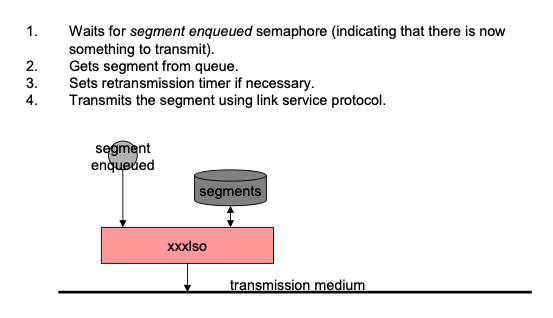 1. Waits for segment enqueued semaphore (indicating that there is now
something to transmit).
2. Gets segment from queue.
3. Sets retransmission timer if necessary.
4. Transmits the segment using link service protocol.
segment
enqueued
segments
xxxlso
transmission medium